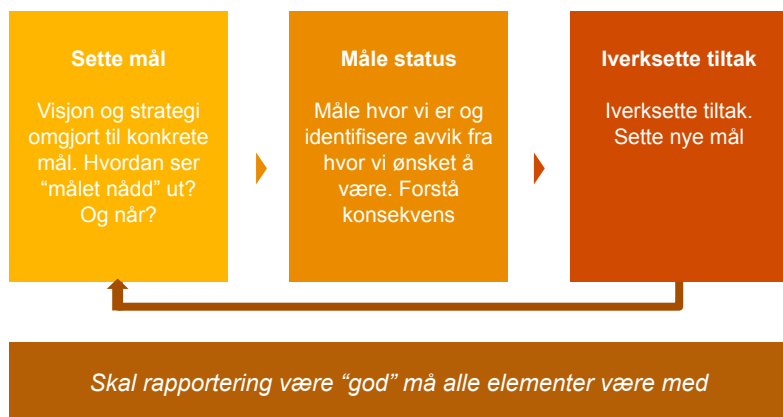 Sette mål
Visjon og strategi
omgjort til konkrete
mål. Hvordan ser
“målet nådd” ut?
Og når?
Måle status
Måle hvor vi er og
identifisere avvik fra
hvor vi ønsket å
være. Forstå
konsekvens
Iverksette tiltak
Iverksette tiltak.
Sette nye mål
Skal rapportering være “god” må alle elementer være med